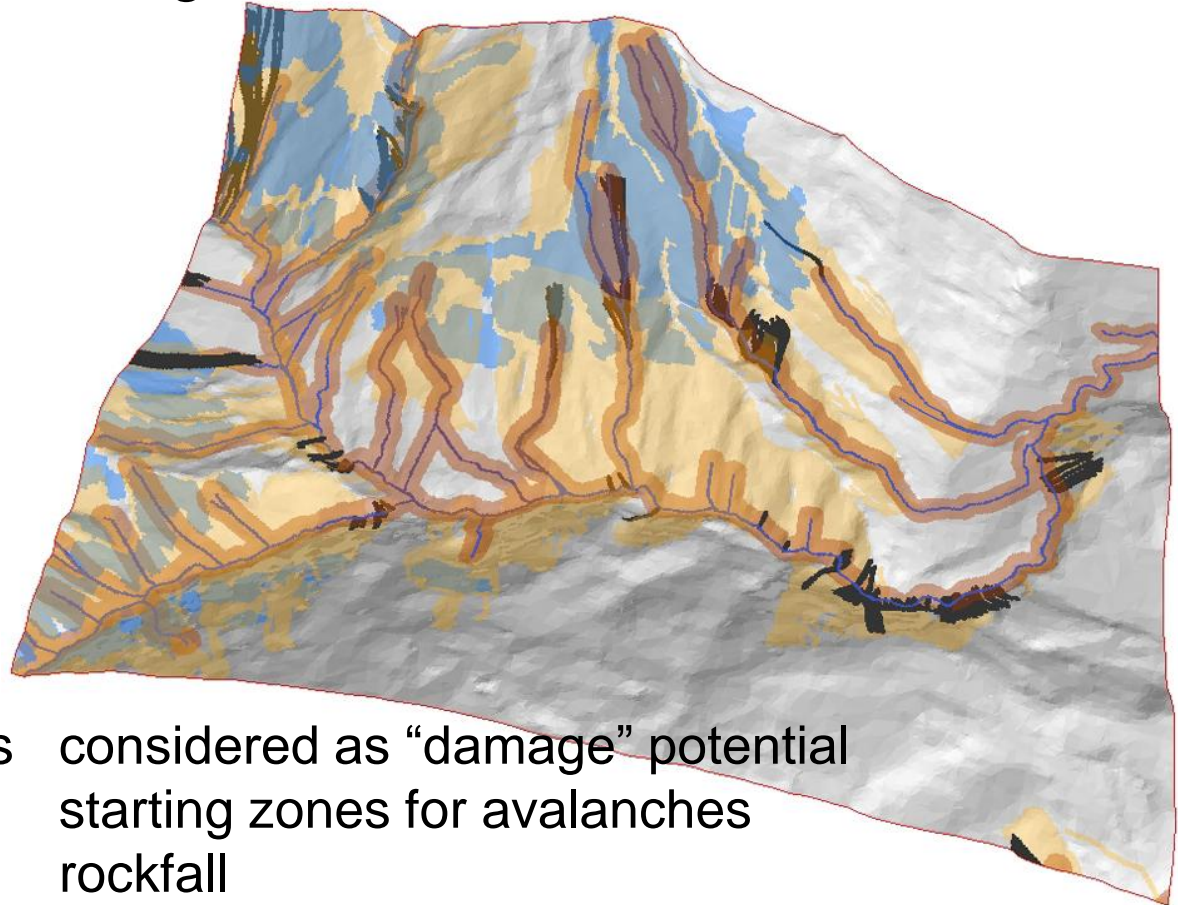 g
s considered as “damage” potential
starting zones for avalanches
rockfall